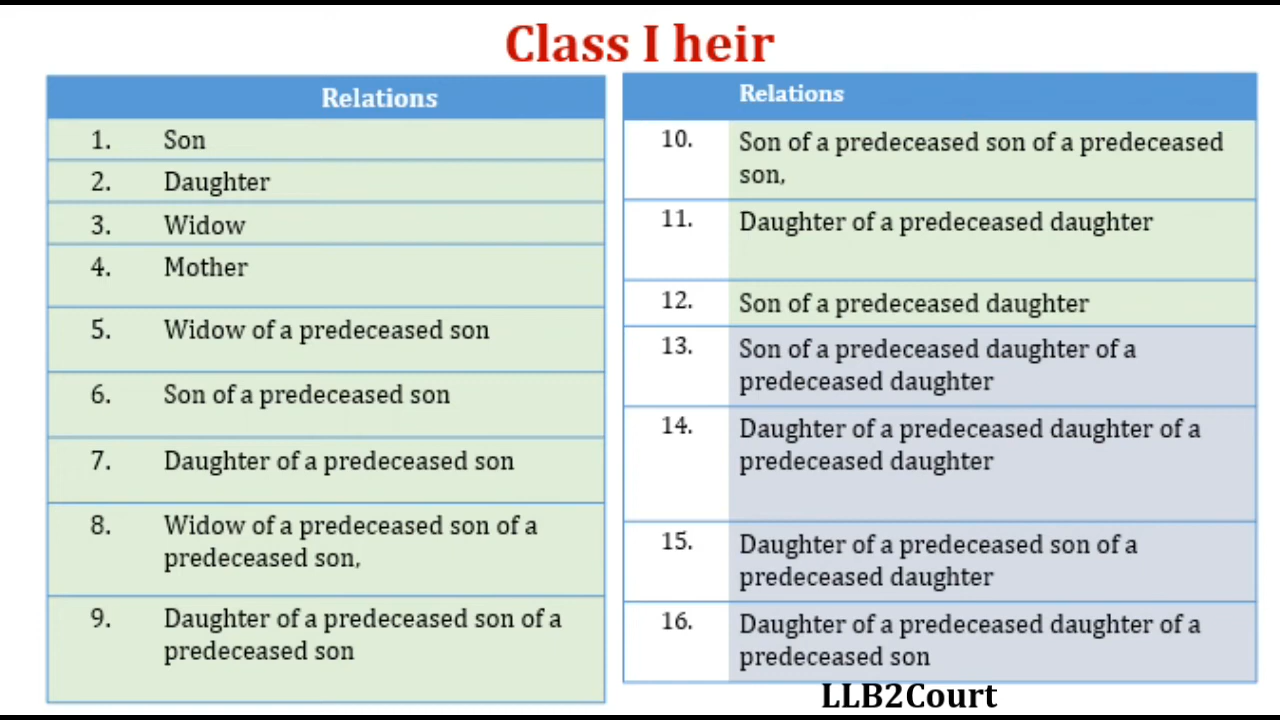 Class I heir
Relations
1. Son
2. Daughter
3. Widow
4. Mother
5. Widow of a predeceased son
6. Son of a predeceased son
7. Daughter of a predeceased son
8. Widow of a predeceased son of a
predeceased son,
9. Daughter of a predeceased son of a
predeceased son
Relations
10. Son of a predeceased son of a predeceased
son,
11. Daughter of a predeceased daughter
12. Son of a predeceased daughter
13. Son of a predeceased daughter of a
predeceased daughter
14. Daughter of a predeceased daughter of a
predeceased daughter
15. Daughter of a predeceased son of a
predeceased daughter
16. Daughter of a predeceased daughter of a
predeceased son
LLB2Court